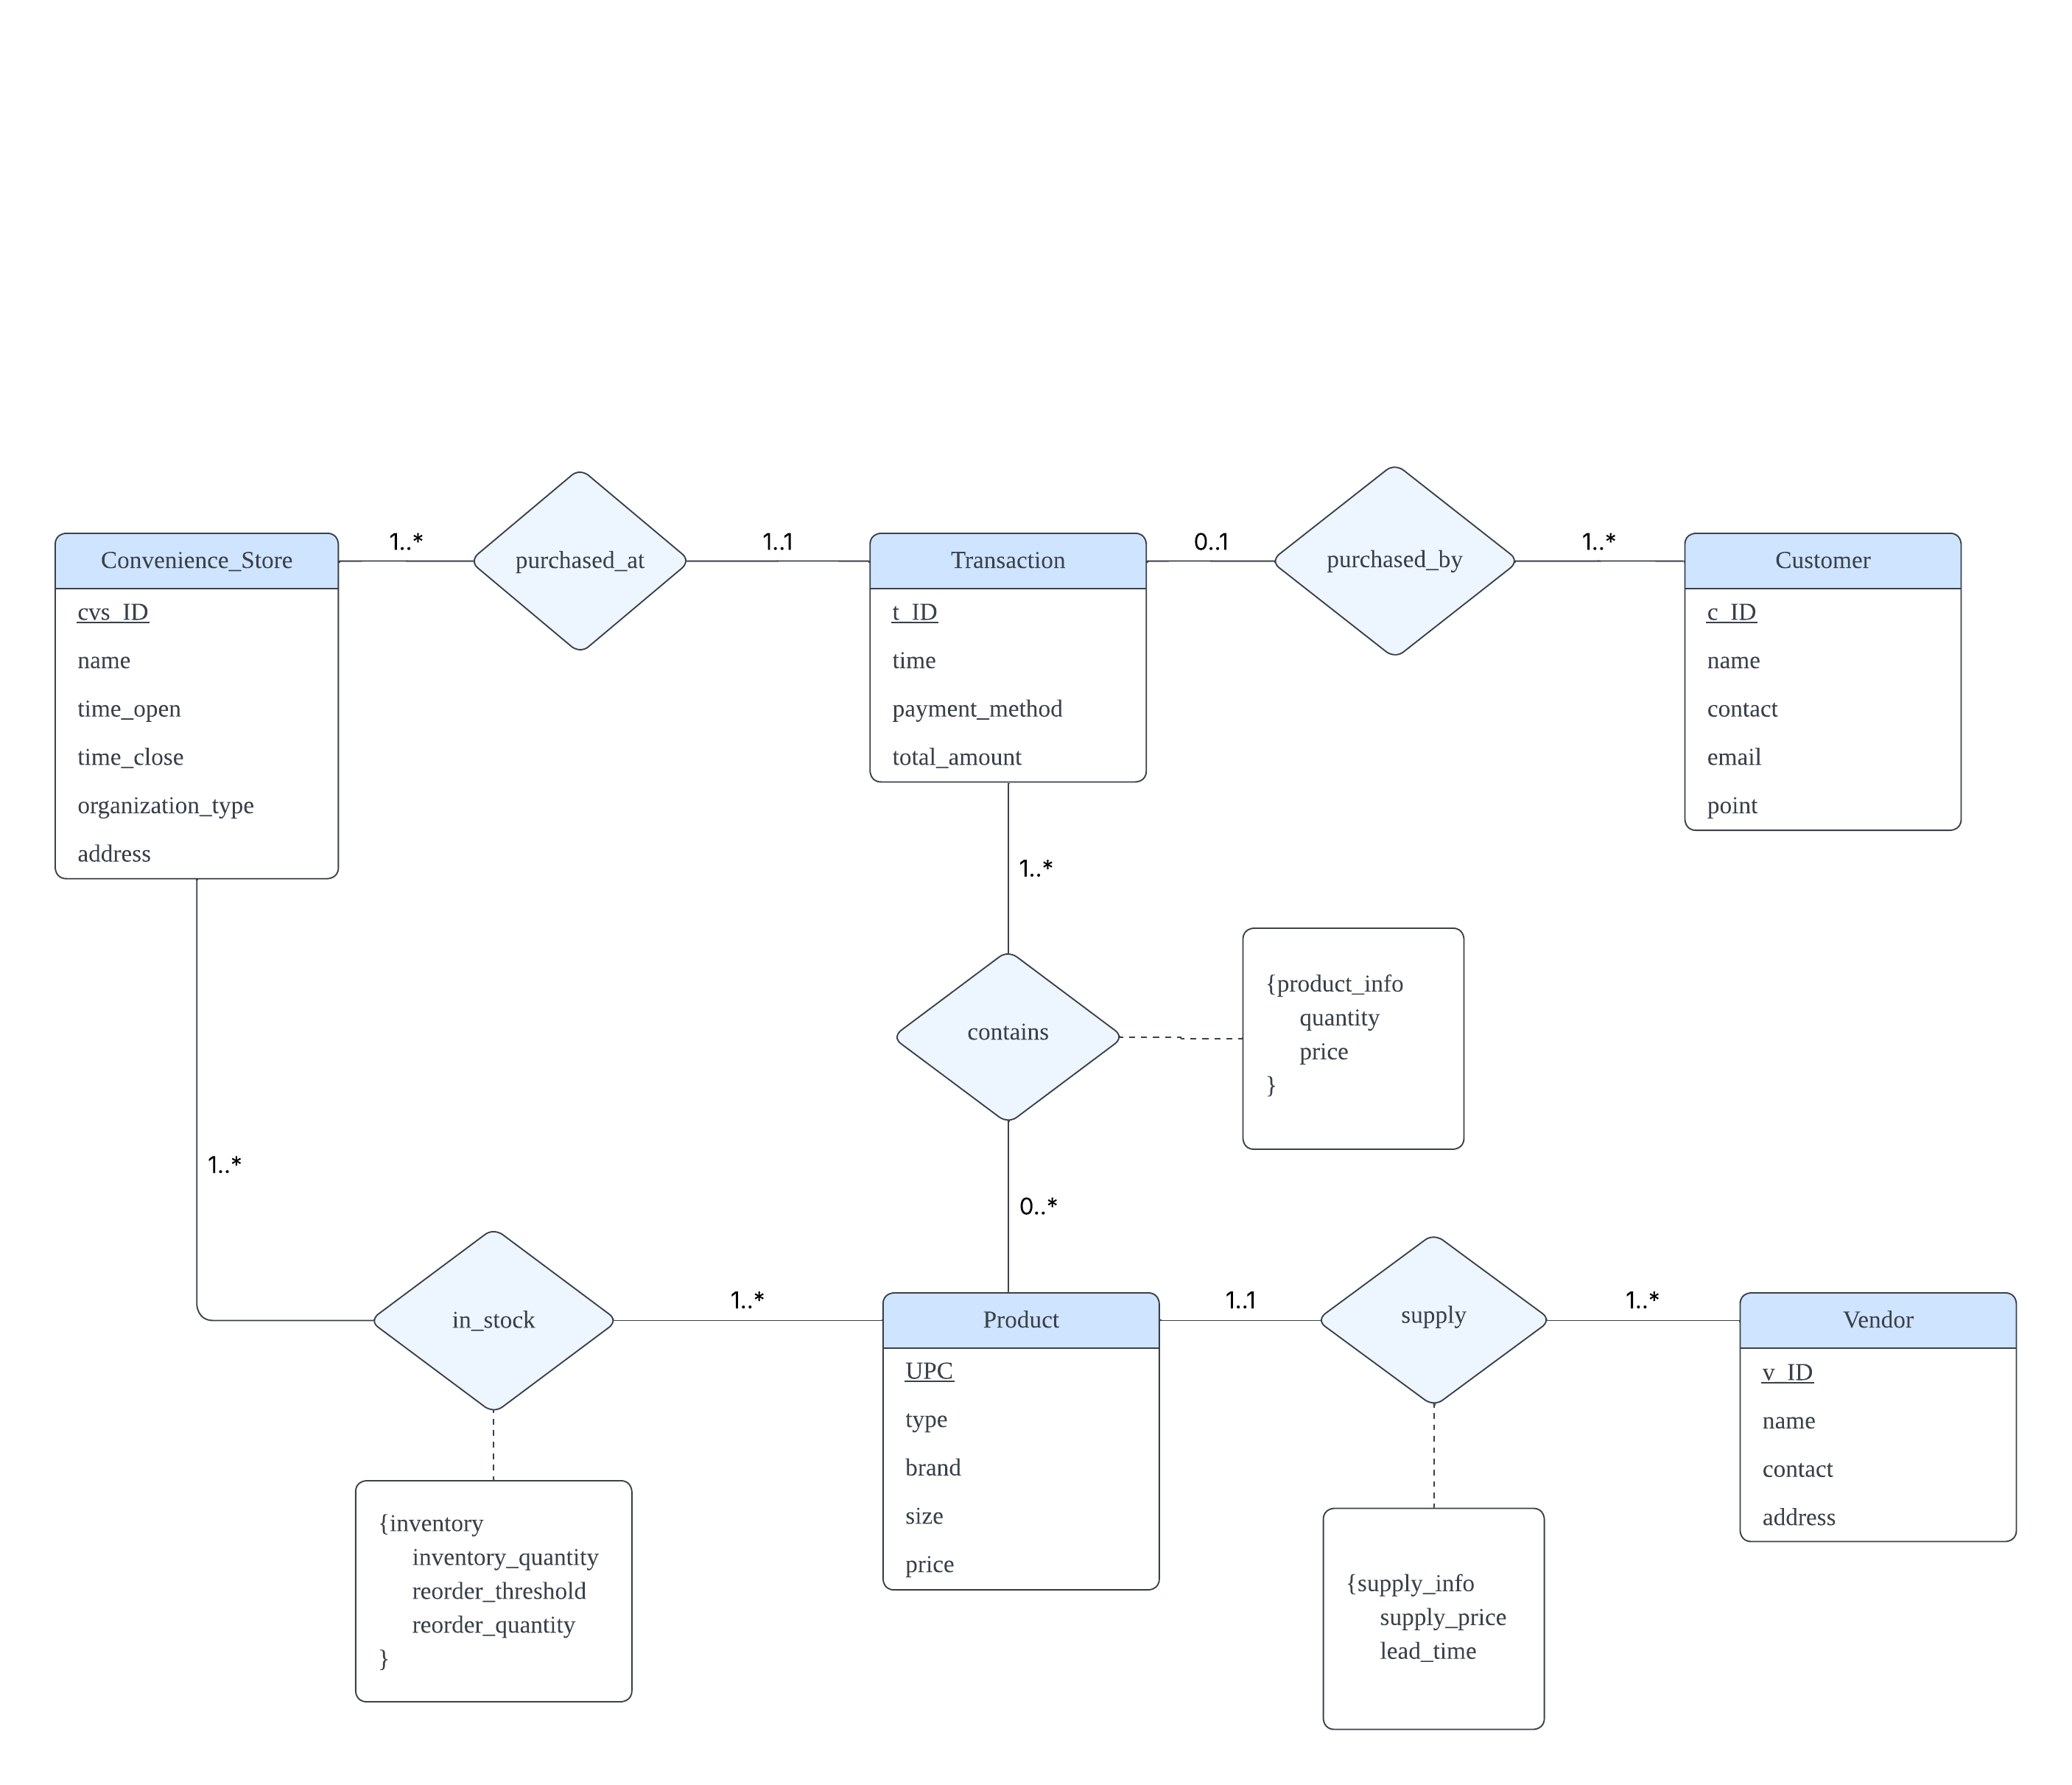 1..*
1..1
0..1
1..*
Convenience_Store
purchased_at
Transaction
purchased_by
Customer
cvs_ID
name
time_open
time_close
organization_type
address
t_ID
time
payment_method
total_amount
c_ID
name
contact
email
point
1..*
contains
{product_info
quantity
price
}
1..*
0..*
in_stock
1..*
Product
1..1
supply
1..*
Vendor
UPC
type
brand
size
price
v_ID
name
contact
address
{inventory
inventory_quantity
reorder_threshold
reorder_quantity
}
{supply_info
supply_price
lead_time